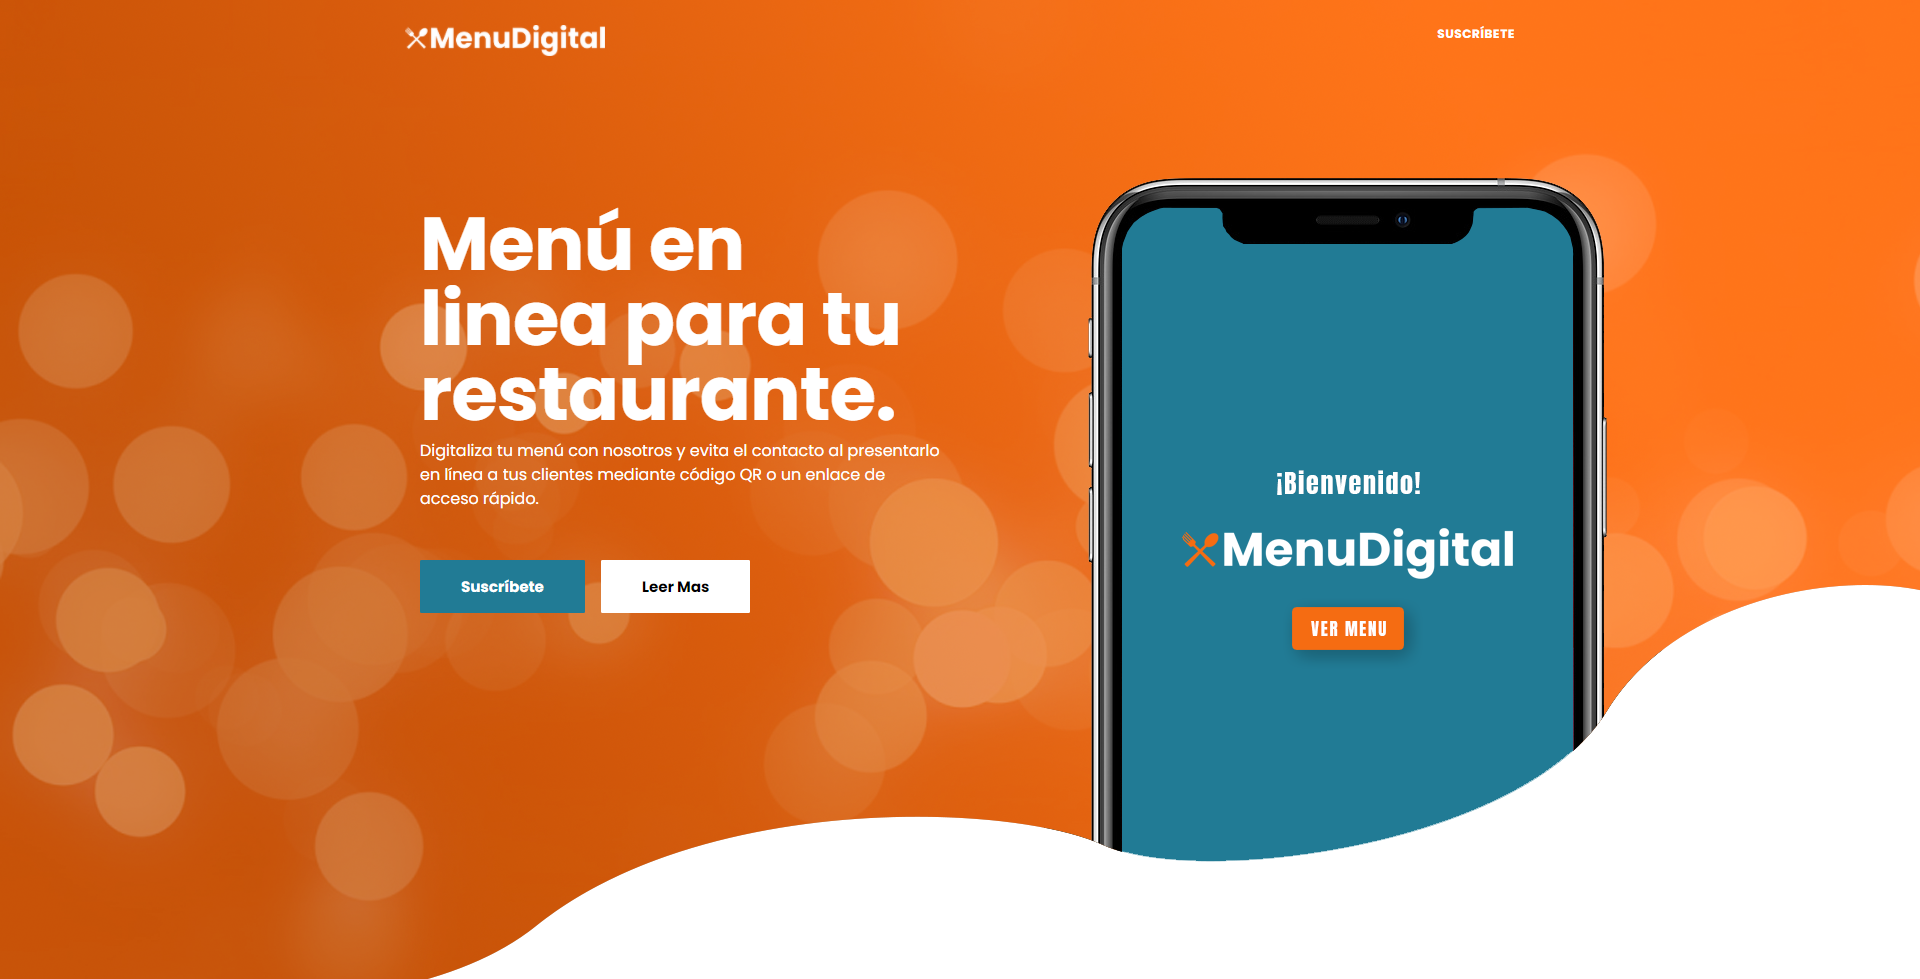 MenuDigital
SUSCRÍBETE
Menú en
linea para tu
restaurante.
Digitaliza tu menú con nosotros y evita el contacto al presentarlo
en línea a tus clientes mediante código QR o un enlace de
acceso rápido.
Suscríbete
Leer Mas
¡Bienvenido!
MenuDigital
VER MENU